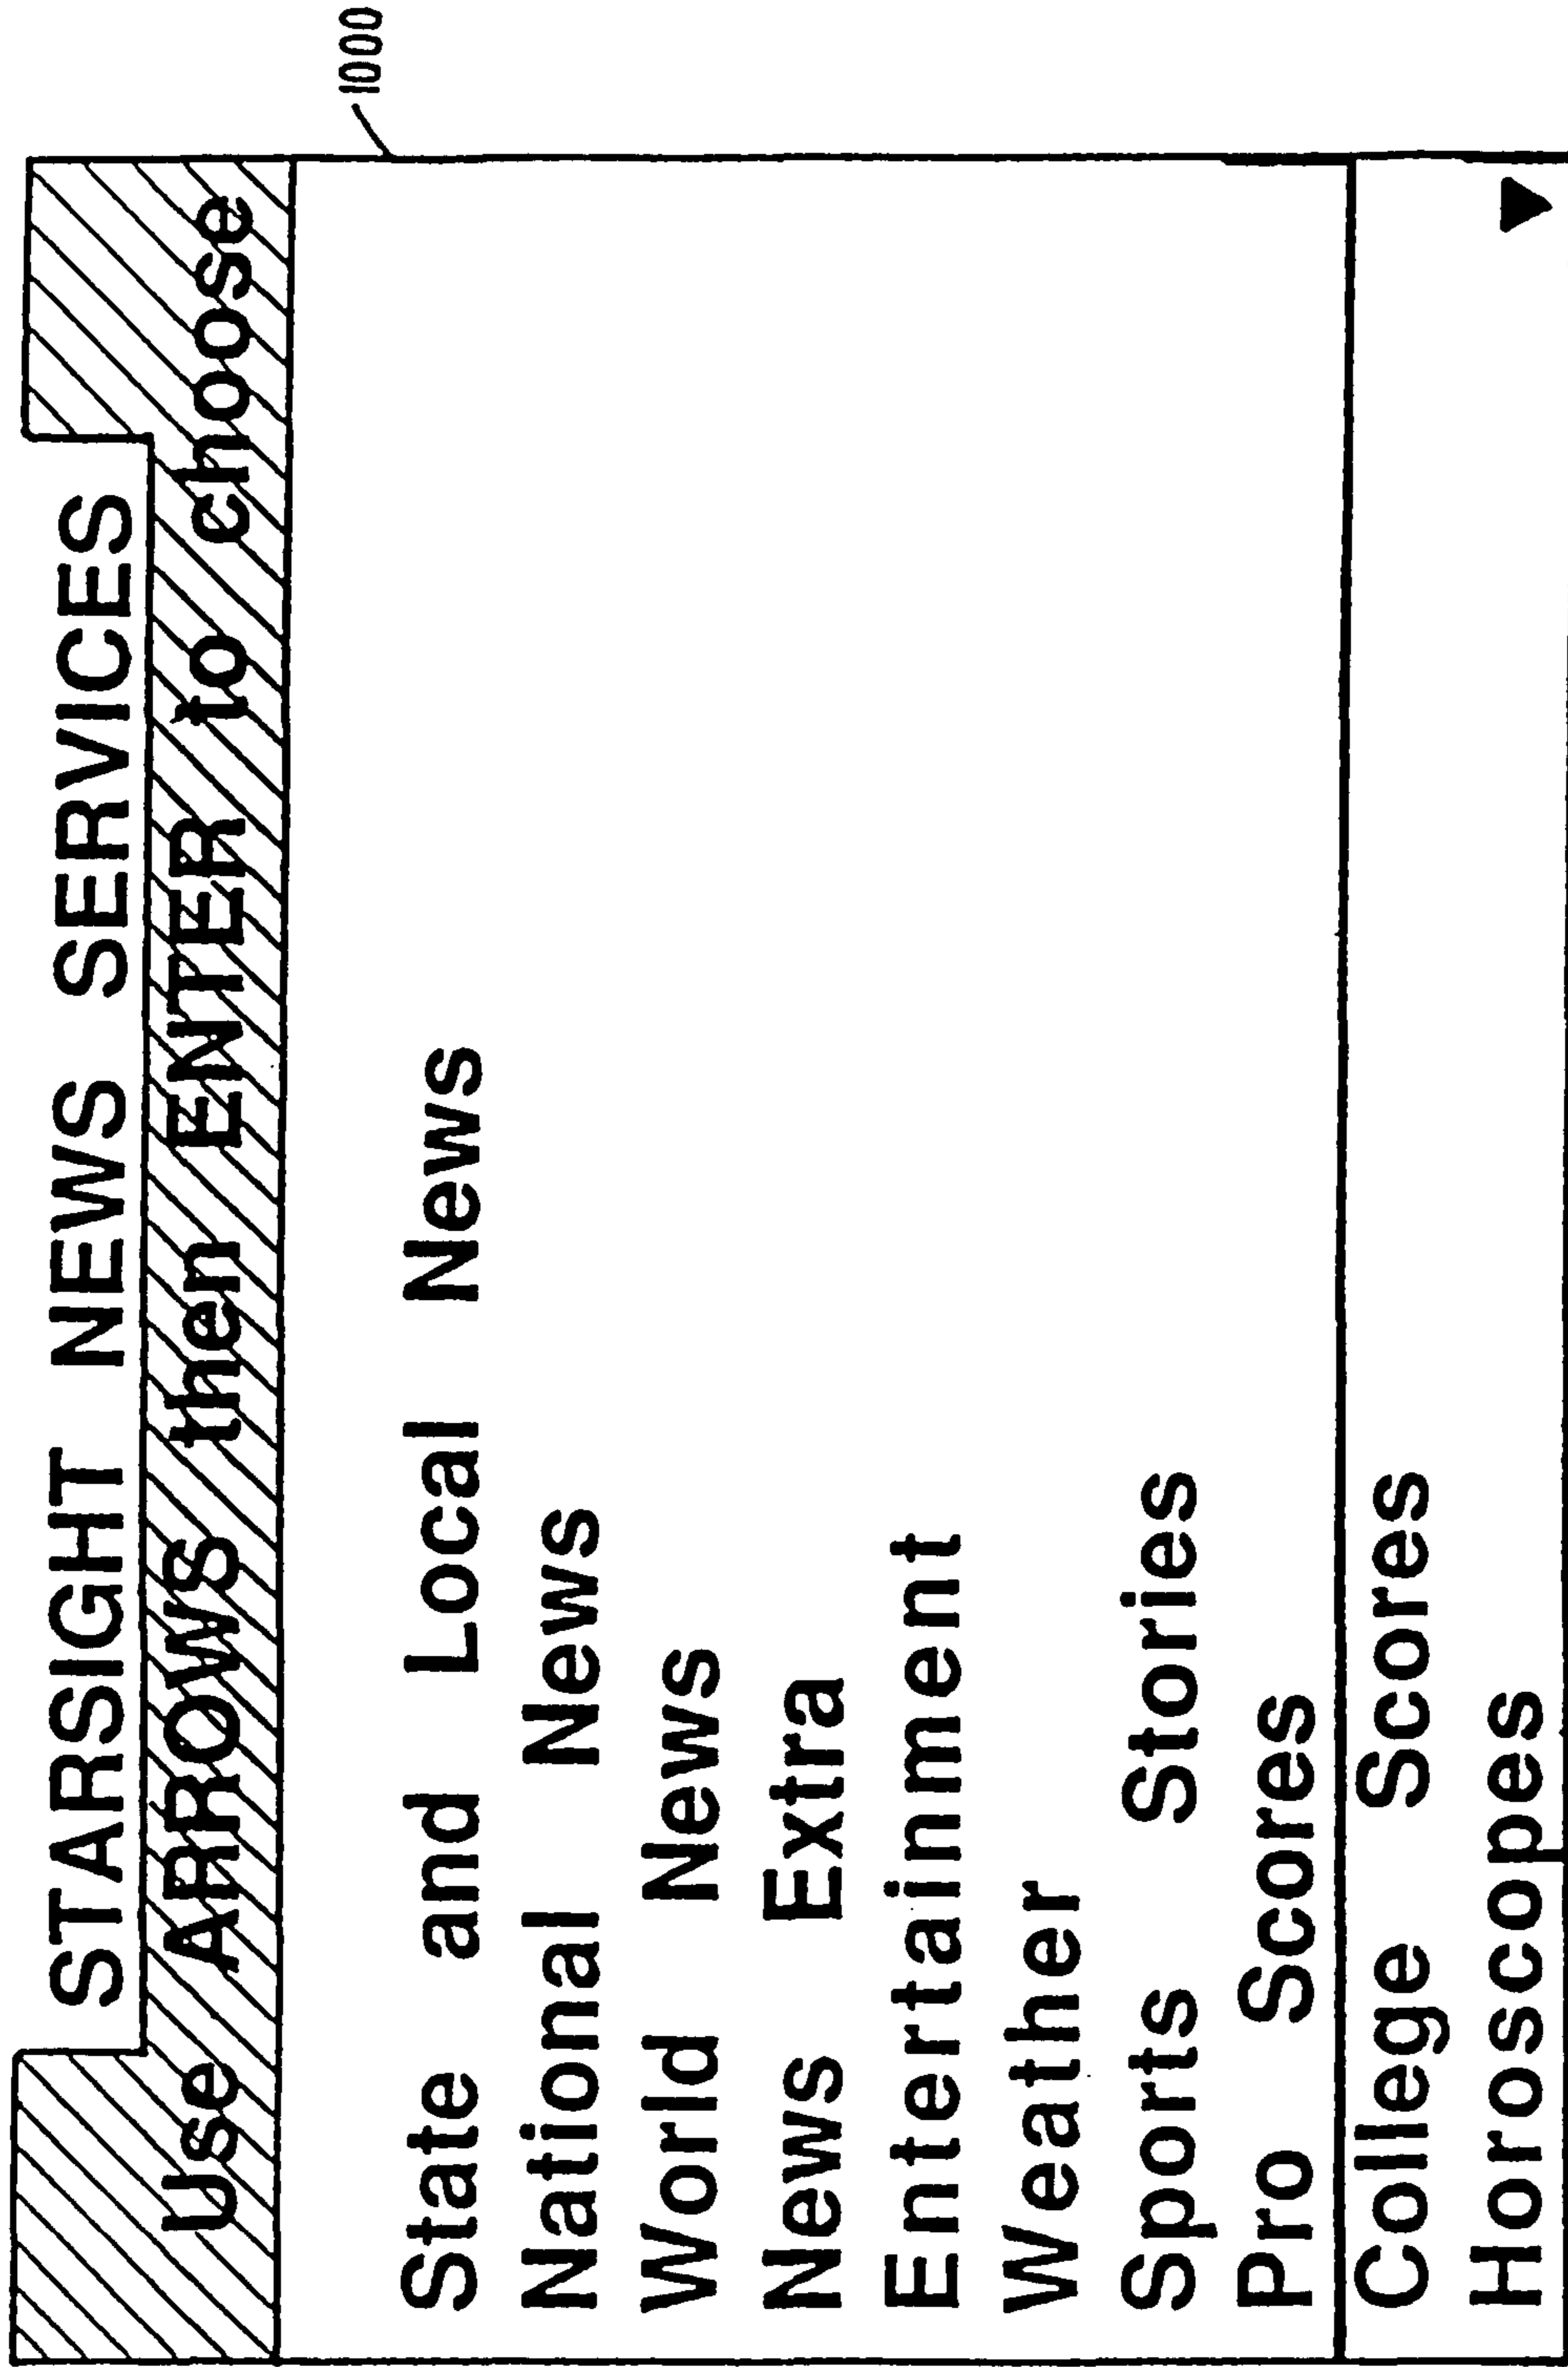 STARSIGHT NEWS SERVICES
Use ARROWS then ENTER to choose
1000
State and Local News
National News
World News
News Extra
Entertainment
Weather
Sports Stories
Pro Scores
College Scores
Horoscopes